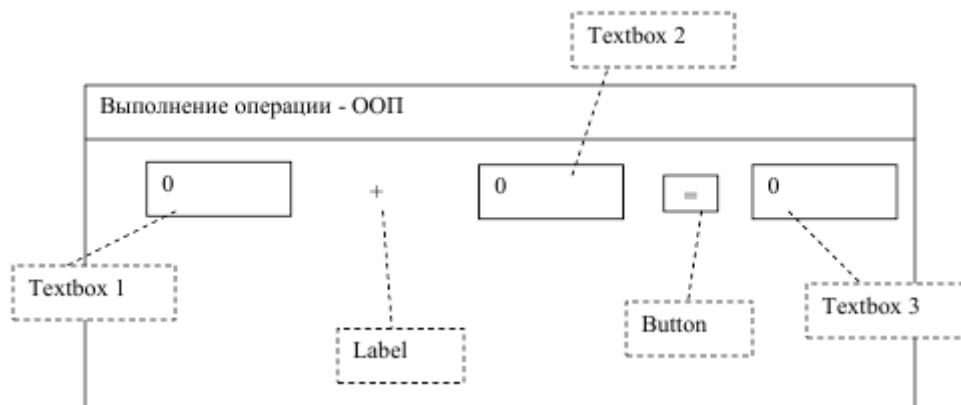 Textbox 2
Выполнение операции - ООП
0
+
0
=
0
Textbox 1
Label
Button
Textbox 3